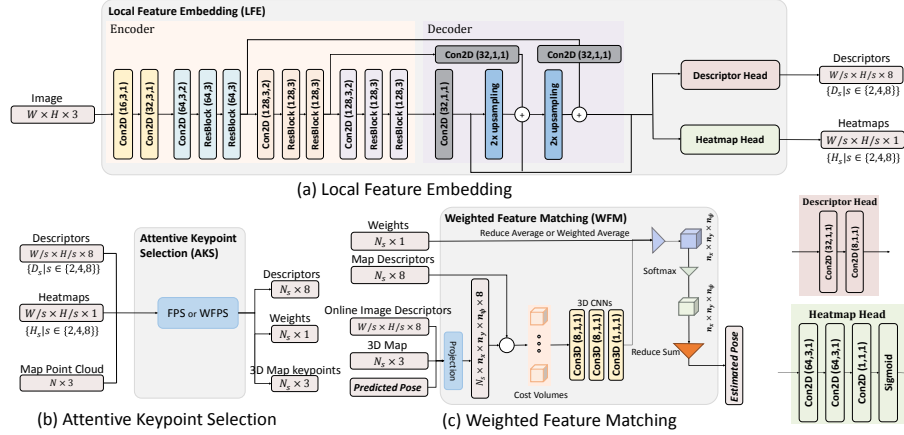 Local Feature Embedding (LFE)
Encoder
Decoder
Image
W × H × 3
Con2D (16,3,1)
Con2D (32,3,1)
Con2D (64,3,2)
ResBlock (64,3)
ResBlock (64,3)
Con2D (128,3,2)
ResBlock (128,3)
ResBlock (128,3)
Con2D (128,3,2)
ResBlock (128,3)
ResBlock (128,3)
Con2D (32,1,1)
Con2D (32,1,1)
2x upsampling
+
Con2D (32,1,1)
2x upsampling
+
Descriptor Head
Heatmap Head
Descriptors
W/s × H/s × 8
{D_s|s ∈ {2,4,8}}
Heatmaps
W/s × H/s × 1
{H_s|s ∈ {2,4,8}}
(a) Local Feature Embedding
Descriptors
W/s × H/s × 8
{D_s|s ∈ {2,4,8}}
Heatmaps
W/s × H/s × 1
{H_s|s ∈ {2,4,8}}
Map Point Cloud
N × 3
Attentive Keypoint
Selection (AKS)
FPS or WFPS
Descriptors
N_s × 8
Weights
N_s × 1
3D Map keypoints
N_s × 3
(b) Attentive Keypoint Selection
Weighted Feature Matching (WFM)
Reduce Average or Weighted Average
Weights
N_s × 1
Map Descriptors
N_s × 8
Online Image Descriptors
W/s × H/s × 8
3D Map
N_s × 3
Predicted Pose
Projection
N_s × n_x × n_y × n_ψ × 8
-
Cost Volumes
3D CNNs
Con3D (8,1,1)
Con3D (8,1,1)
Con3D (1,1,1)
n_x × n_y × n_ψ
Softmax
n_x × n_y × n_ψ
Reduce Sum
Estimated Pose
(c) Weighted Feature Matching
Descriptor Head
Con2D (32,1,1)
Con2D (8,1,1)
Heatmap Head
Con2D (64,3,1)
Con2D (64,3,1)
Con2D (1,1,1)
Sigmoid